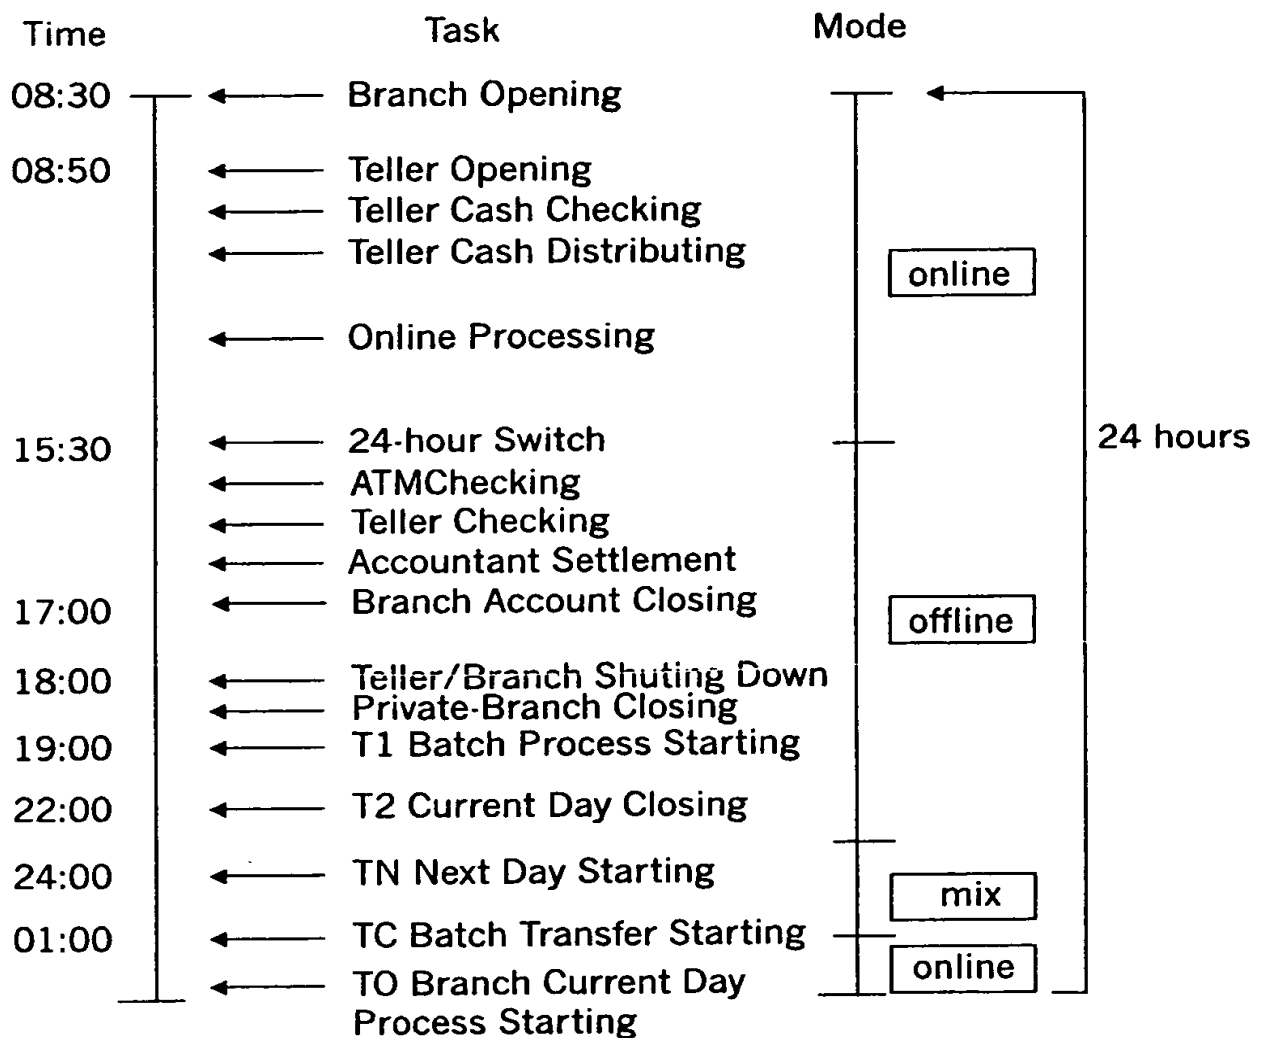 Time Task Mode
08:30 Branch Opening
08:50 Teller Opening
Teller Cash Checking
Teller Cash Distributing
online
Online Processing
15:30 24-hour Switch 24 hours
ATMChecking
Teller Checking
Accountant Settlement
17:00 Branch Account Closing
offline
18:00 Teller/Branch Shuting Down
Private-Branch Closing
19:00 T1 Batch Process Starting
22:00 T2 Current Day Closing
24:00 TN Next Day Starting
mix
01:00 TC Batch Transfer Starting
online
TO Branch Current Day
Process Starting